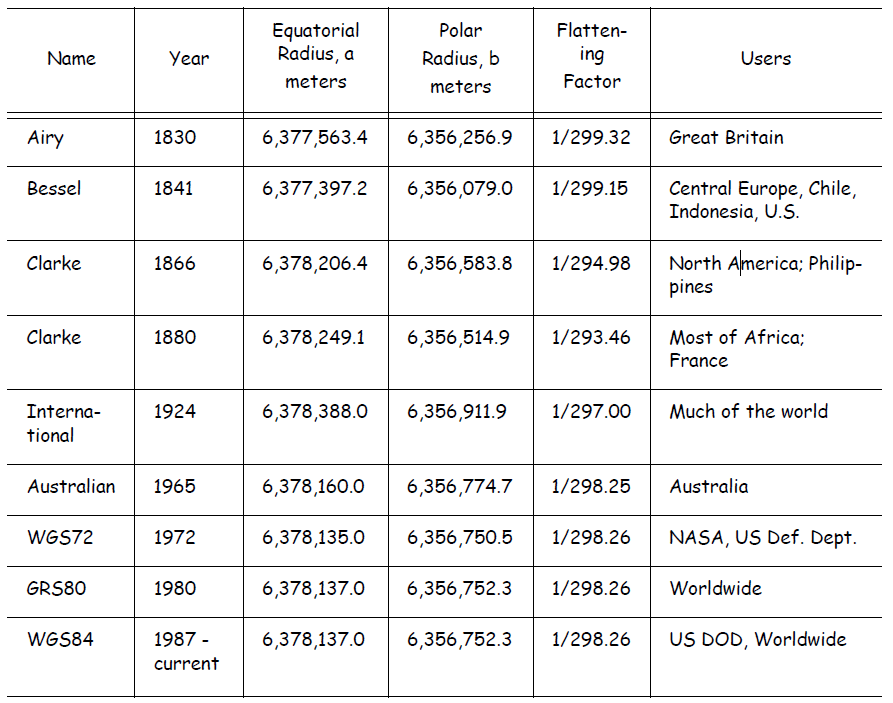 Name Year Equatorial Radius, a meters Polar Radius, b meters Flatten-ing Factor Users
Airy 1830 6,377,563.4 6,356,256.9 1/299.32 Great Britain
Bessel 1841 6,377,397.2 6,356,079.0 1/299.15 Central Europe, Chile,
Indonesia, U.S.
Clarke 1866 6,378,206.4 6,356,583.8 1/294.98 North America; Philip-
pines
Clarke 1880 6,378,249.1 6,356,514.9 1/293.46 Most of Africa;
France
Interna- 1924 6,378,388.0 6,356,911.9 1/297.00 Much of the world
tional
Australian 1965 6,378,160.0 6,356,774.7 1/298.25 Australia
WGS72 1972 6,378,135.0 6,356,750.5 1/298.26 NASA, US Def. Dept.
GRS80 1980 6,378,137.0 6,356,752.3 1/298.26 Worldwide
WGS84 1987 - 6,378,137.0 6,356,752.3 1/298.26 US DOD, Worldwide
current